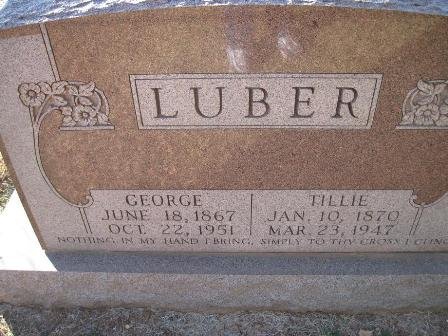 LUBER
GEORGE
JUNE 18, 1867
OCT. 22, 1951
TILLIE
JAN. 10, 1870
MAR. 23, 1947
NOTHING IN MY HAND I BRING, SIMPLY TO THY CROSS I CLING